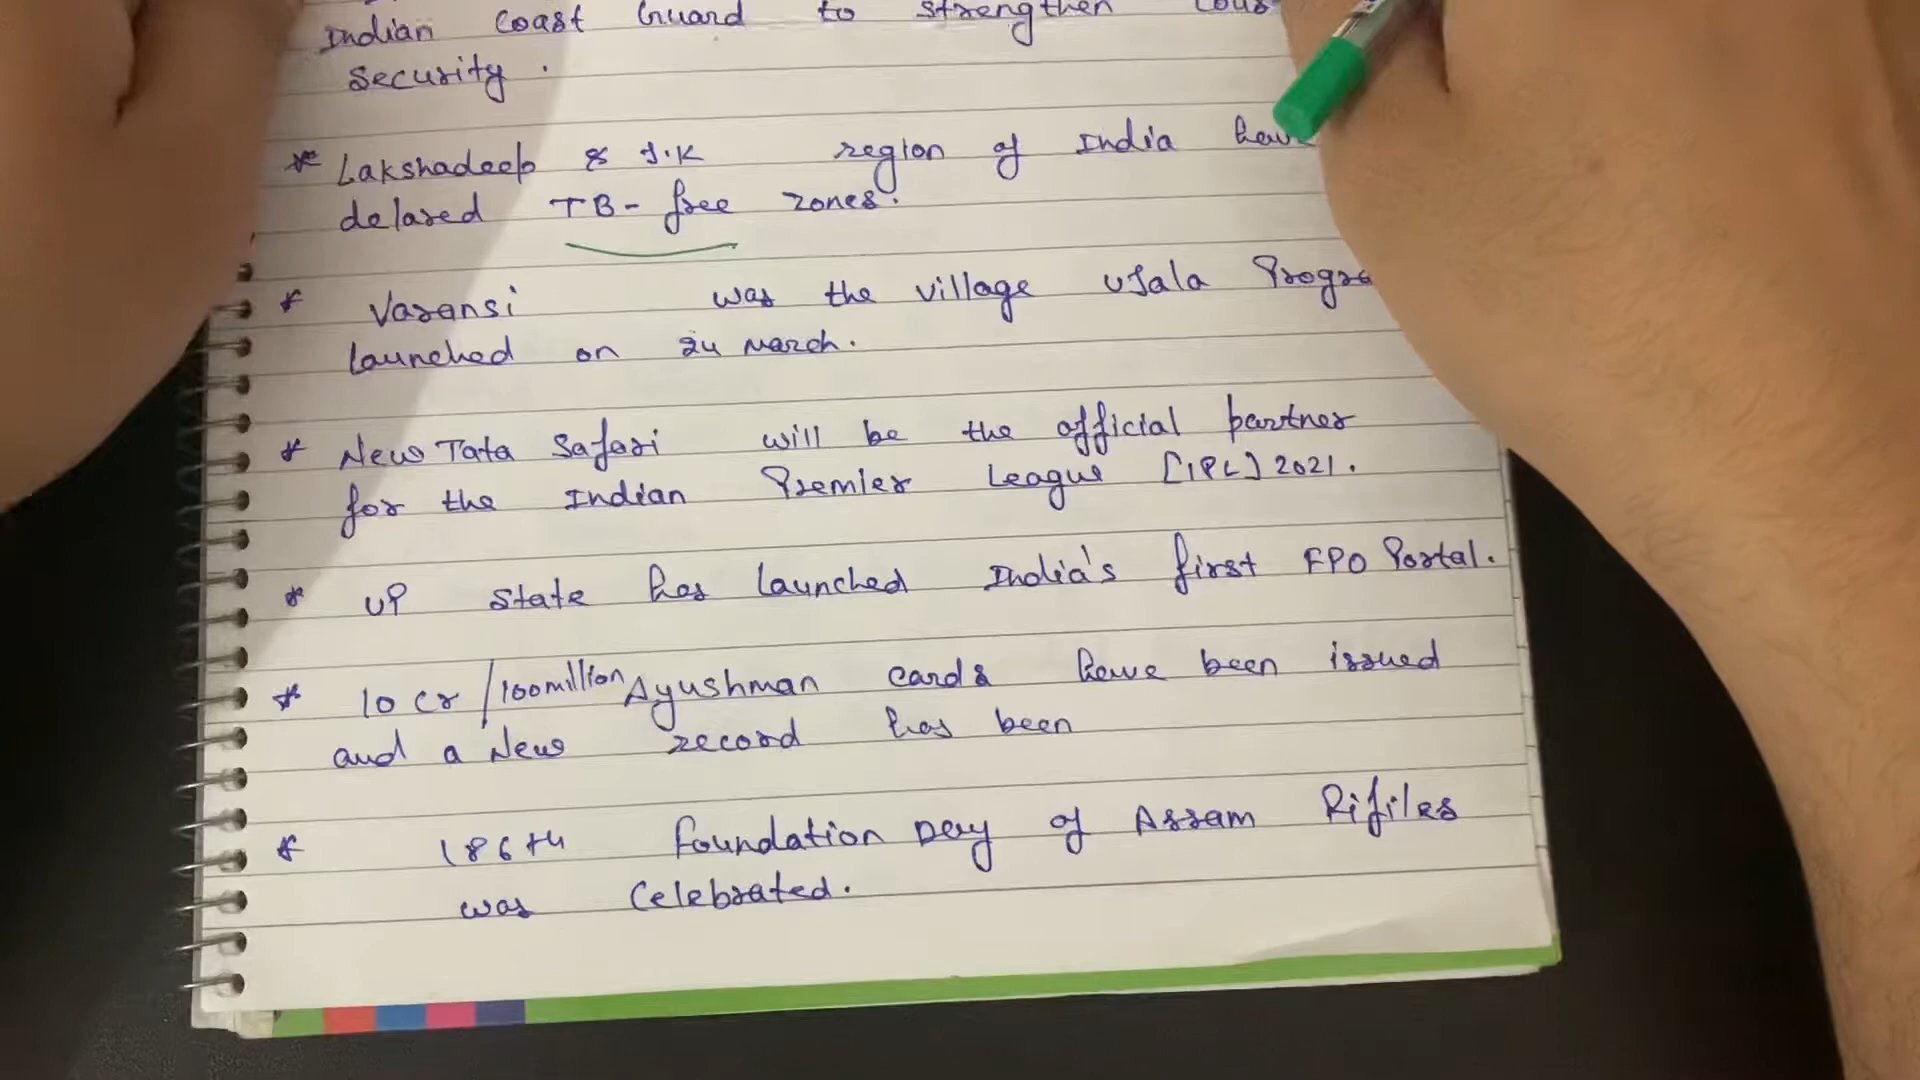 Indian Coast Guard to strengthen
security.
* Lakshadeep & J.K region of India have
delared TB-free zones.
* Varansi was the village uJala Progra
launched on 24 March.
* New Tata Safari will be the official partner
for the Indian Premier League [IPL] 2021.
* UP state has launched India's first FPO Portal.
* 10 cr/100million Ayushman cards have been issued
and a New record has been
* 186th Foundation Day of Assam Rifiles
was Celebrated.